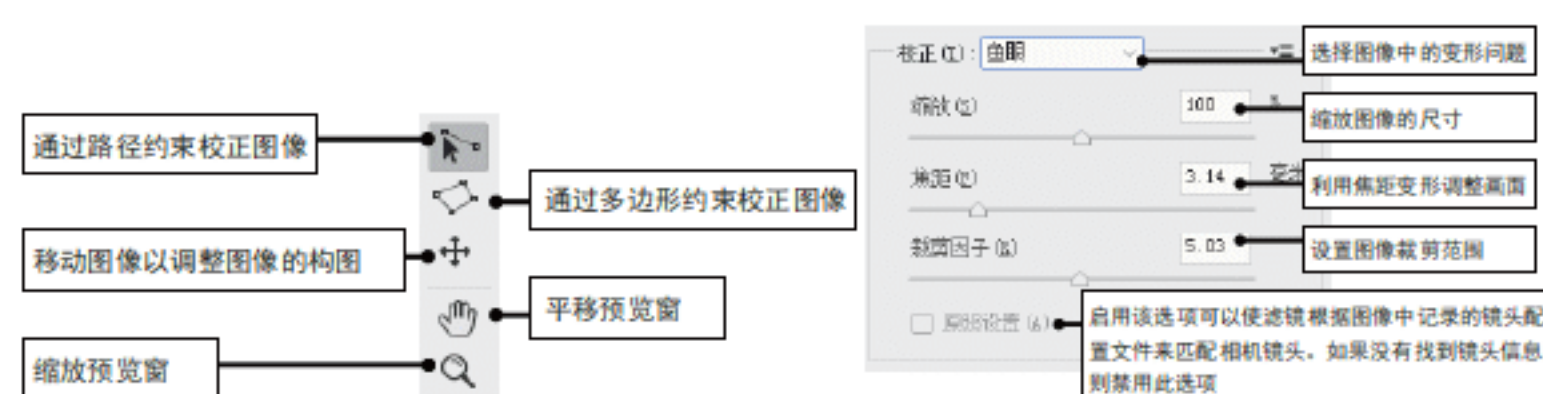 通过路径约束校正图像
通过多边形约束校正图像
移动图像以调整图像的构图
平移预览窗
缩放预览窗
校正(T): 鱼眼
选择图像中的变形问题
缩放(S) 100 %
缩放图像的尺寸
焦距(F) 3.14 毫米
利用焦距变形调整画面
裁剪因子(R) 5.03
设置图像裁剪范围
原照设置(A)
启用该选项可以使滤镜根据图像中记录的镜头配
置文件来匹配相机镜头。如果没有找到镜头信息
则禁用此选项